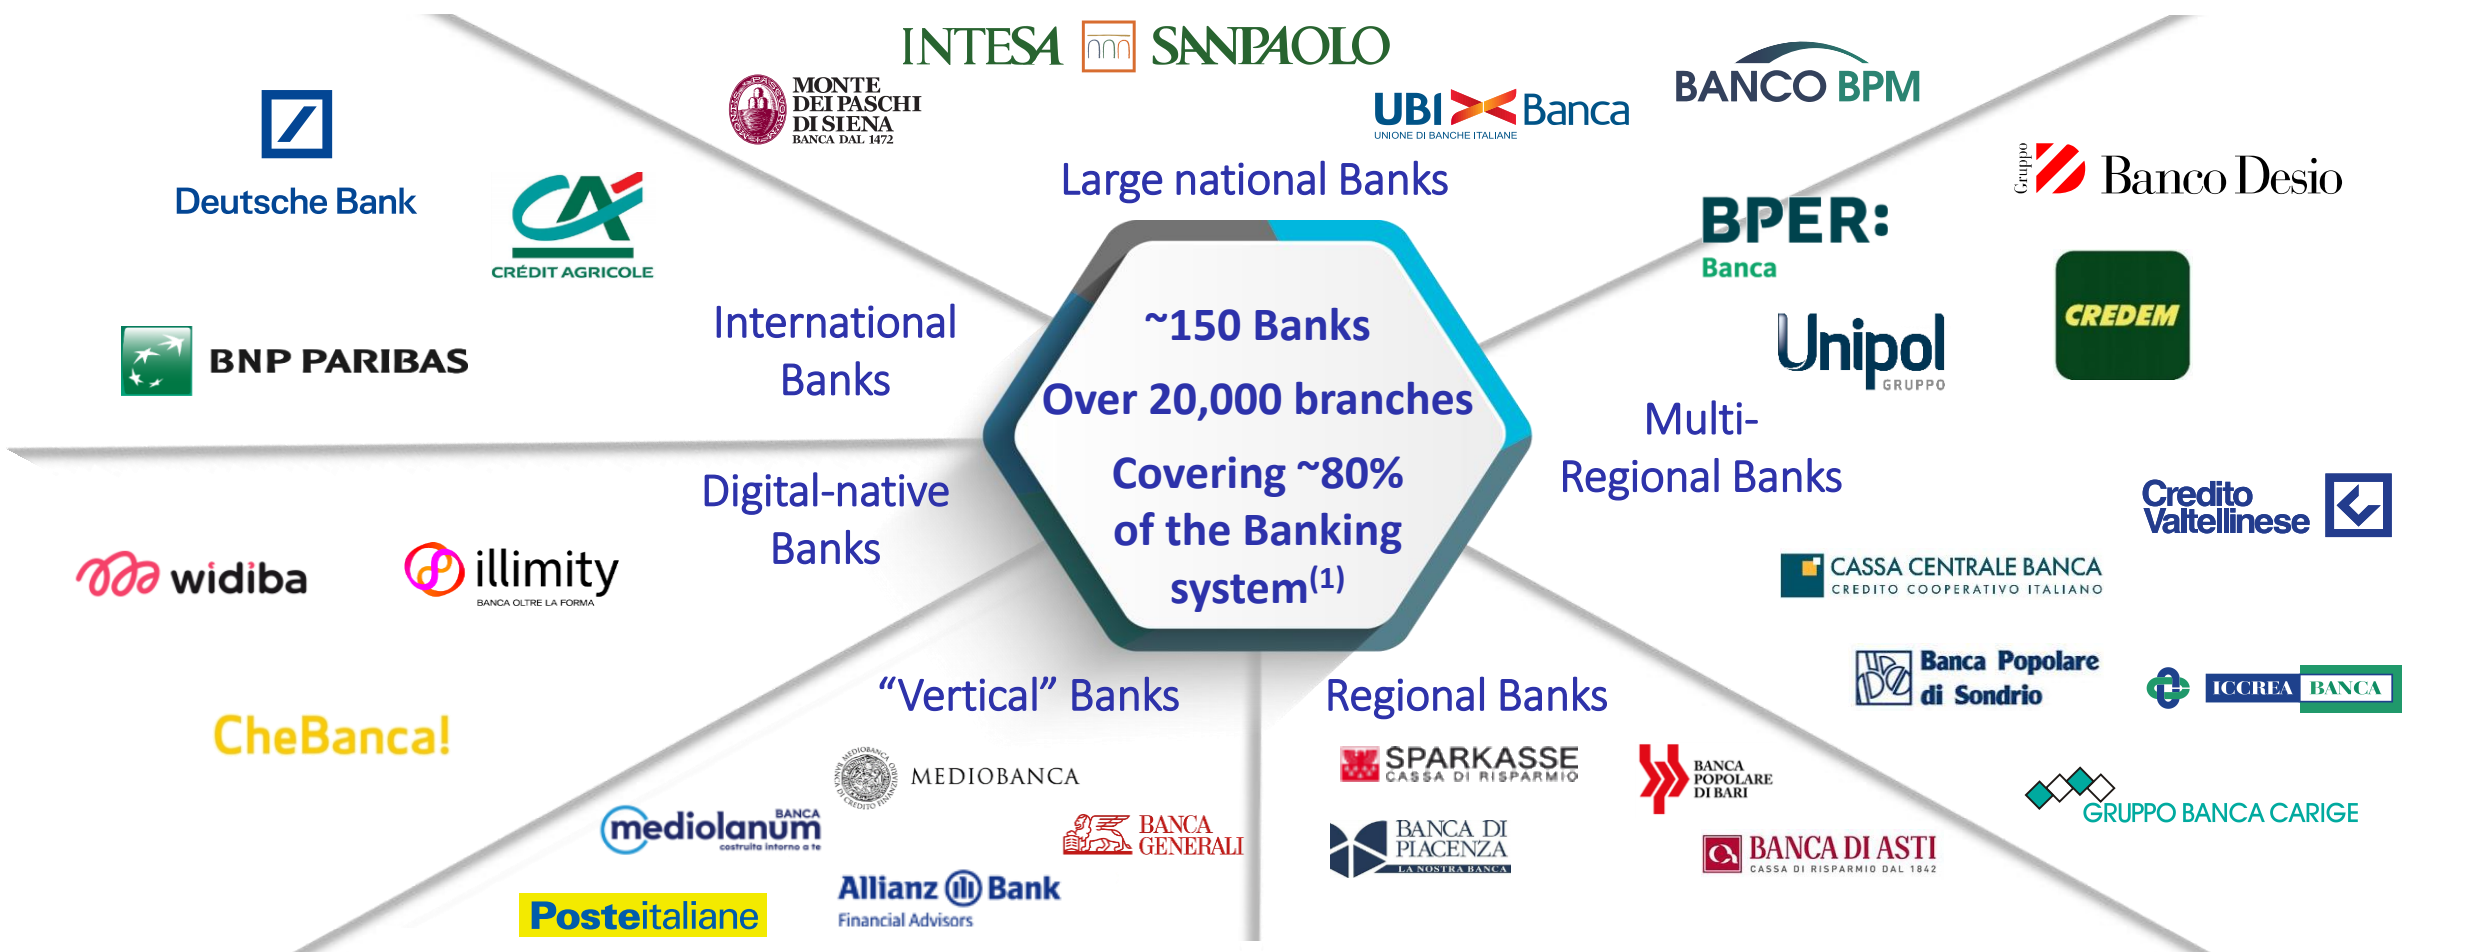 INTESA SANPAOLO
MONTE
DEI PASCHI
DI SIENA
BANCA DAL 1472
UBI Banca
UNIONE DI BANCHE ITALIANE
BANCO BPM
Large national Banks
Deutsche Bank
CRÉDIT AGRICOLE
BNP PARIBAS
International
Banks
Gruppo
Banco Desio
BPER:
Banca
CREDEM
Unipol
GRUPPO
Multi-
Regional Banks
Credito
Valtellinese
CASSA CENTRALE BANCA
CREDITO COOPERATIVO ITALIANO
Banca Popolare
di Sondrio
ICCREA BANCA
GRUPPO BANCA CARIGE
~150 Banks
Over 20,000 branches
Covering ~80%
of the Banking
system(1)
Digital-native
Banks
widiba
illimity
BANCA OLTRE LA FORMA
CheBanca!
“Vertical” Banks
MEDIOBANCA
BANCA
mediolanum
costruita intorno a te
BANCA
GENERALI
Allianz Bank
Financial Advisors
Posteitaliane
Regional Banks
SPARKASSE
CASSA DI RISPARMIO
BANCA
POPOLARE
DI BARI
BANCA DI
PIACENZA
LA NOSTRA BANCA
BANCA DI ASTI
CASSA DI RISPARMIO DAL 1842